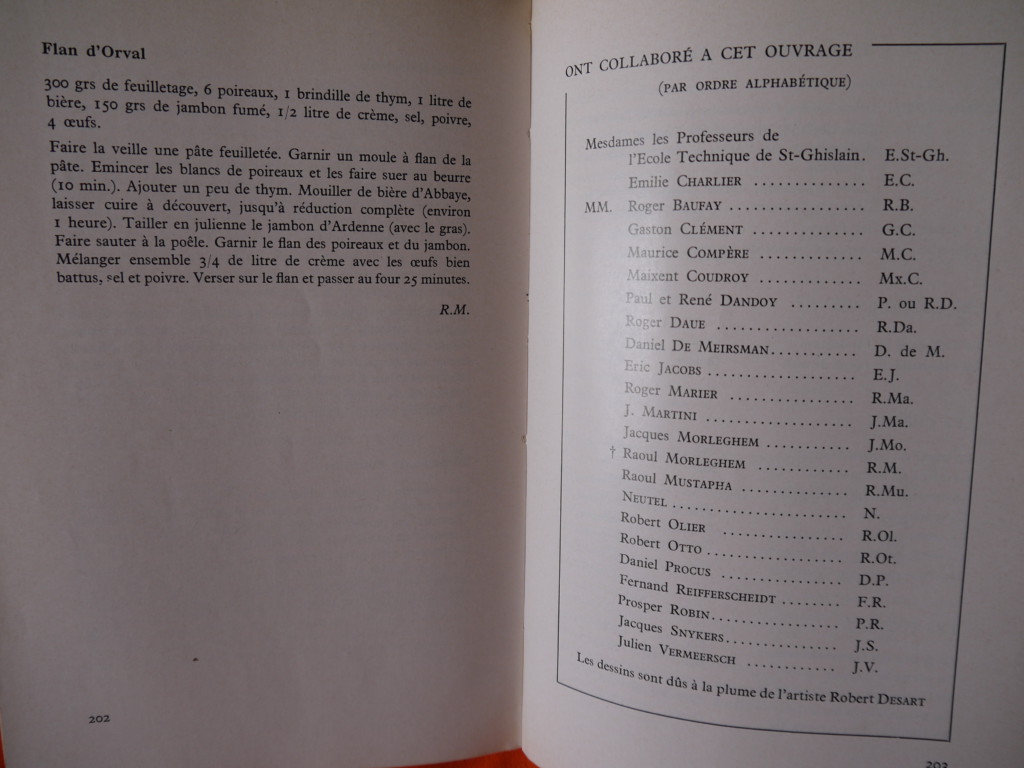 Flan d'Orval
300 grs de feuilletage, 6 poireaux, 1 brindille de thym, 1 litre de
bière, 150 grs de jambon fumé, 1/2 litre de crème, sel, poivre,
4 œufs.
Faire la veille une pâte feuilletée. Garnir un moule à flan de la
pâte. Emincer les blancs de poireaux et les faire suer au beurre
(10 min.). Ajouter un peu de thym. Mouiller de bière d'Abbaye,
laisser cuire à découvert, jusqu'à réduction complète (environ
1 heure). Tailler en julienne le jambon d'Ardenne (avec le gras).
Faire sauter à la poêle. Garnir le flan des poireaux et du jambon.
Mélanger ensemble 3/4 de litre de crème avec les œufs bien
battus, sel et poivre. Verser sur le flan et passer au four 25 minutes.
R.M.
202
ONT COLLABORÉ A CET OUVRAGE
(PAR ORDRE ALPHABÉTIQUE)
Mesdames les Professeurs de
l'Ecole Technique de St-Ghislain. E.St-Gh.
Emilie CHARLIER .............. E.C.
MM. Roger BAUFAY ................. R.B.
Gaston CLÉMENT .............. G.C.
Maurice COMPÈRE ............. M.C.
Maixent COUDROY ............. Mx.C.
Paul et René DANDOY ......... P. ou R.D.
Roger DAUE .................. R.Da.
Daniel DE MEIRSMAN........... D. de M.
Eric JACOBS ................... E.J.
Roger MARIER ................ R.Ma.
J. MARTINI ................... J.Ma.
Jacques MORLEGHEM ........... J.Mo.
† Raoul MORLEGHEM ............ R.M.
Raoul MUSTAPHA .............. R.Mu.
NEUTEL ....................... N.
Robert OLIER ................ R.Ol.
Robert OTTO .................. R.Ot.
Daniel PROCUS ................ D.P.
Fernand REIFFERSCHEIDT ........ F.R.
Prosper ROBIN................. P.R.
Jacques SNYKERS............... J.S.
Julien VERMEERSCH ............ J.V.
Les dessins sont dûs à la plume de l'artiste Robert DESART
203